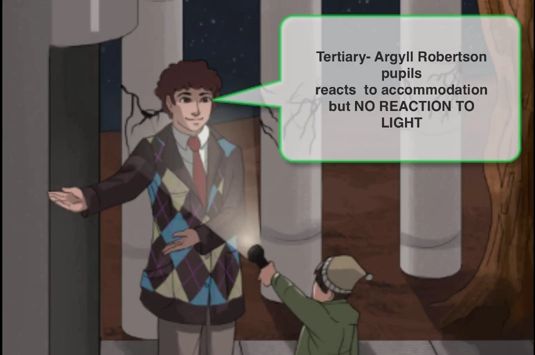 Tertiary- Argyll Robertson
pupils
reacts  to accommodation
but NO REACTION TO
LIGHT